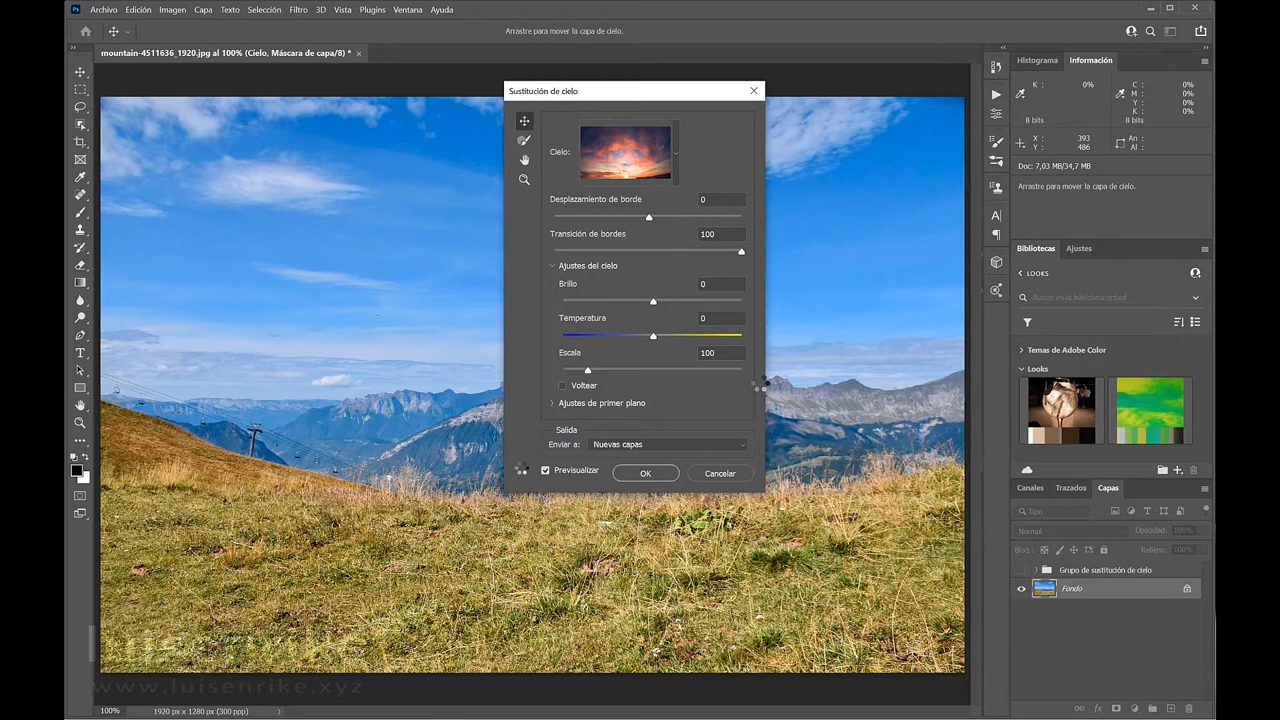 Ps Archivo Edición Imagen Capa Texto Selección Filtro 3D Vista Plugins Ventana Ayuda
Arrastre para mover la capa de cielo.
mountain-4511636_1920.jpg al 100% (Cielo, Máscara de capa/8) *
Histograma Información
K : 0%
C : 0%
M : 0%
Y : 0%
K : 0%
8 bits 8 bits
X : 393
Y : 486
An :
Al :
Doc: 7,03 MB/34,7 MB
Arrastre para mover la capa de cielo.
Sustitución de cielo
Cielo:
Desplazamiento de borde 0
Transición de bordes 100
Ajustes del cielo
Brillo 0
Temperatura 0
Escala 100
Voltear
Ajustes de primer plano
Salida
Enviar a: Nuevas capas
Previsualizar OK Cancelar
Bibliotecas Ajustes
LOOKS
Buscar en la biblioteca actual
Temas de Adobe Color
Looks
Canales Trazados Capas
Tipo
Normal Opacidad: 100%
Bloq.: Relleno: 100%
Grupo de sustitución de cielo
Fondo
www.luisenrike.xyz
100% 1920 px x 1280 px (300 ppp)